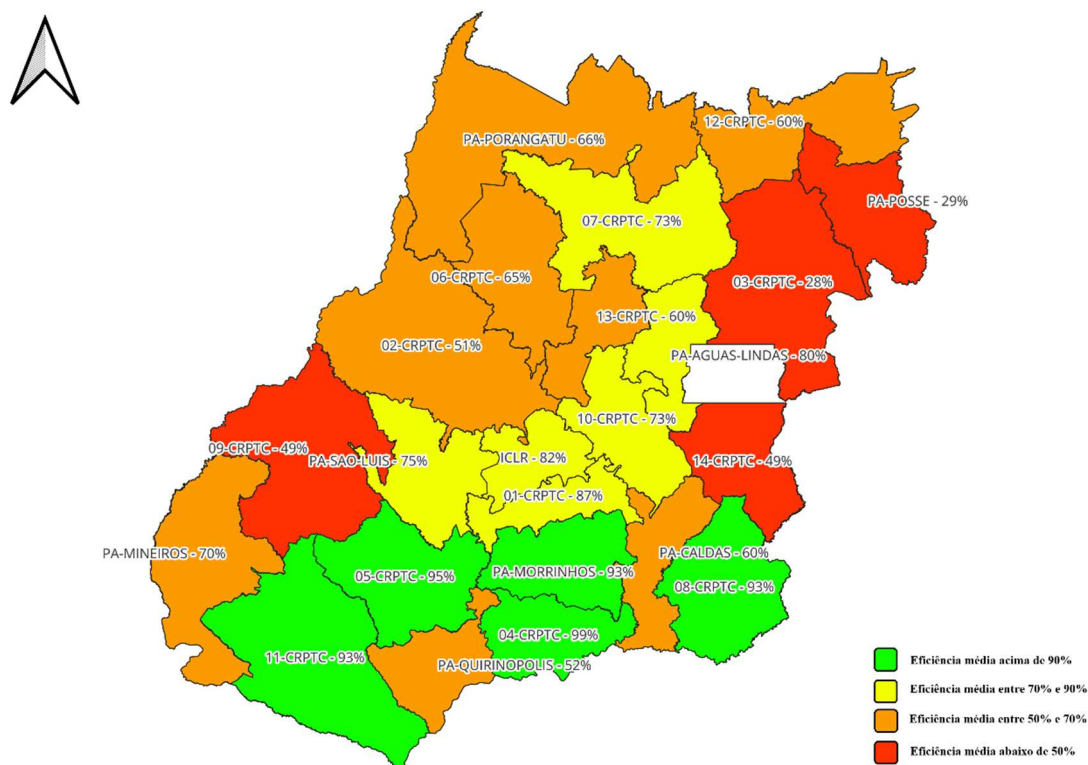 12-CRPTC - 60%
PA-PORANGATU - 66%
PA-POSSE - 29%
07-CRPTC - 73%
06-CRPTC - 65%
03-CRPTC - 28%
13-CRPTC - 60%
02-CRPTC - 51%
PA-AGUAS-LINDAS - 80%
10-CRPTC - 73%
09-CRPTC - 49%
PA-SAO-LUIS - 75%
ICLR - 82%
14-CRPTC - 49%
01-CRPTC - 87%
PA-MINEIROS - 70%
PA-CALDAS - 60%
05-CRPTC - 95%
PA-MORRINHOS - 93%
08-CRPTC - 93%
04-CRPTC - 99%
11-CRPTC - 93%
PA-QUIRINOPOLIS - 52%
Eficiência média acima de 90%
Eficiência média entre 70% e 90%
Eficiência média entre 50% e 70%
Eficiência média abaixo de 50%